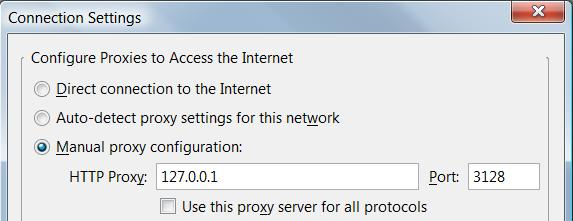 Connection Settings
Configure Proxies to Access the Internet
Direct connection to the Internet
Auto-detect proxy settings for this network
Manual proxy configuration:
HTTP Proxy: 127.0.0.1 Port: 3128
Use this proxy server for all protocols